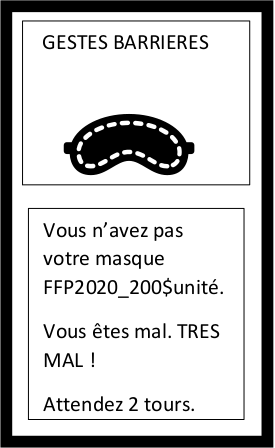 GESTES BARRIERES
Vous n’avez pas
votre masque
FFP2020_200$unité.
Vous êtes mal. TRES
MAL !
Attendez 2 tours.